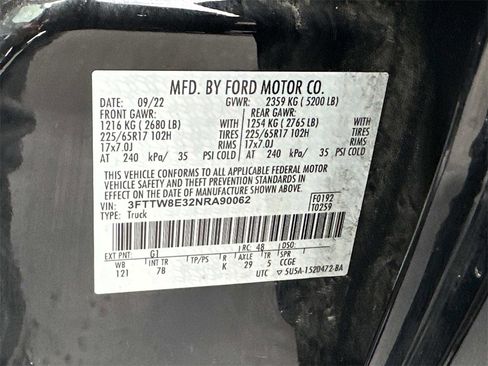 MFD. BY FORD MOTOR CO.
DATE: 09/22 GVWR: 2359 KG ( 5200 LB)
FRONT GAWR: REAR GAWR:
1216 KG ( 2680 LB) WITH 1254 KG ( 2765 LB) WITH
225/65R17 102H TIRES 225/65R17 102H TIRES
17x7.0J RIMS 17x7.0J RIMS
AT 240 kPa/ 35 PSI COLD AT 240 kPa/ 35 PSI COLD
THIS VEHICLE CONFORMS TO ALL APPLICABLE FEDERAL MOTOR
VEHICLE SAFETY AND THEFT PREVENTION STANDARDS IN
EFFECT ON THE DATE OF MANUFACTURE SHOWN ABOVE.
VIN: 3FTTW8E32NRA90062 F0192
TYPE: Truck T0259
EXT PNT: G1 RC: 48 DSO:
WB INT TR TP/PS R AXLE TR SPR
121 78 K 29 5 CCGE
UTC 5U5A-1520472-BA